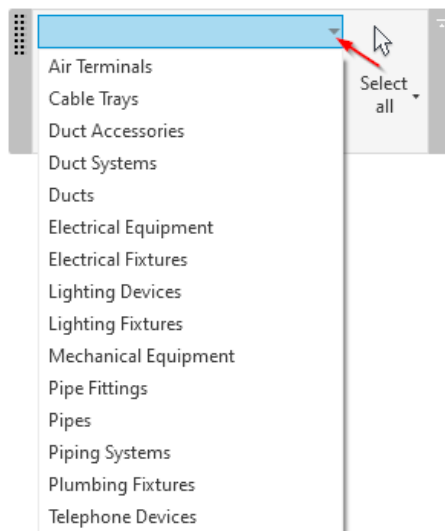 Select
all
Air Terminals
Cable Trays
Duct Accessories
Duct Systems
Ducts
Electrical Equipment
Electrical Fixtures
Lighting Devices
Lighting Fixtures
Mechanical Equipment
Pipe Fittings
Pipes
Piping Systems
Plumbing Fixtures
Telephone Devices